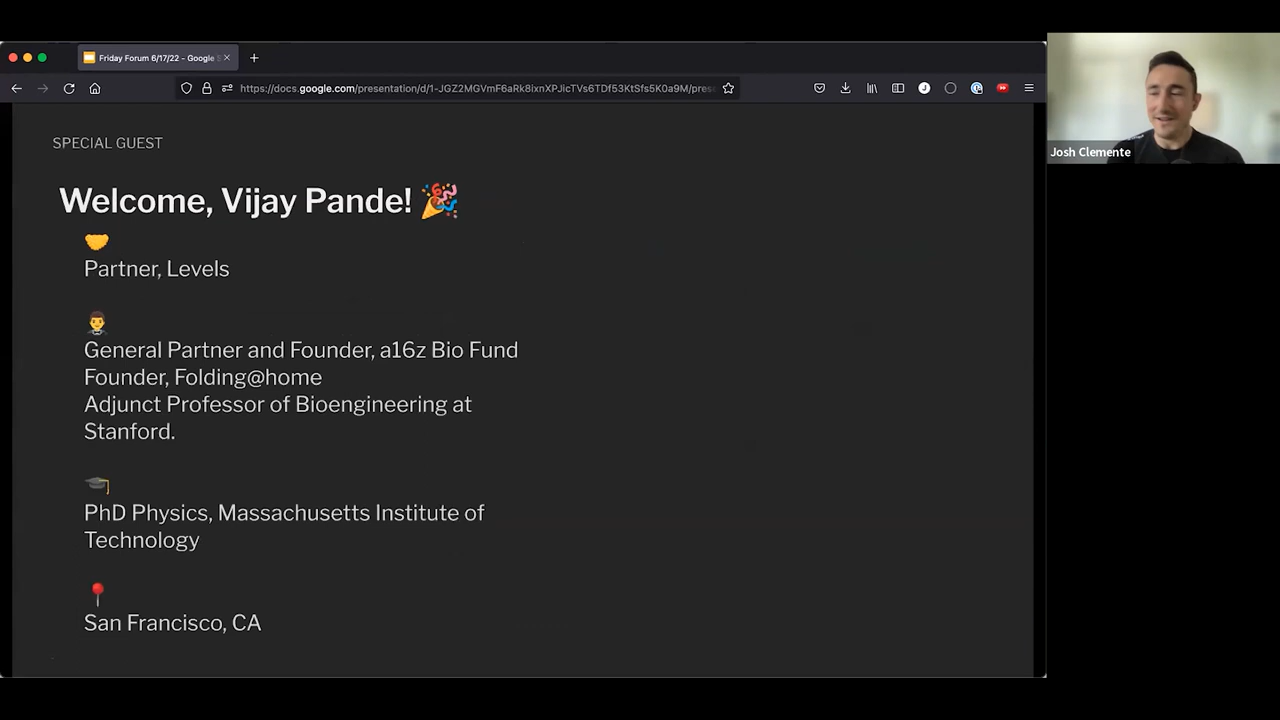 Friday Forum 6/17/22 - Google S
https://docs.google.com/presentation/d/1-JGZ2MGVmF6aRk8ixnXPJicTVs6TDf53KtSfs5K0a9M/pres
Josh Clemente
SPECIAL GUEST
Welcome, Vijay Pande! 🎉
Partner, Levels
General Partner and Founder, a16z Bio Fund
Founder, Folding@home
Adjunct Professor of Bioengineering at
Stanford.
PhD Physics, Massachusetts Institute of
Technology
San Francisco, CA